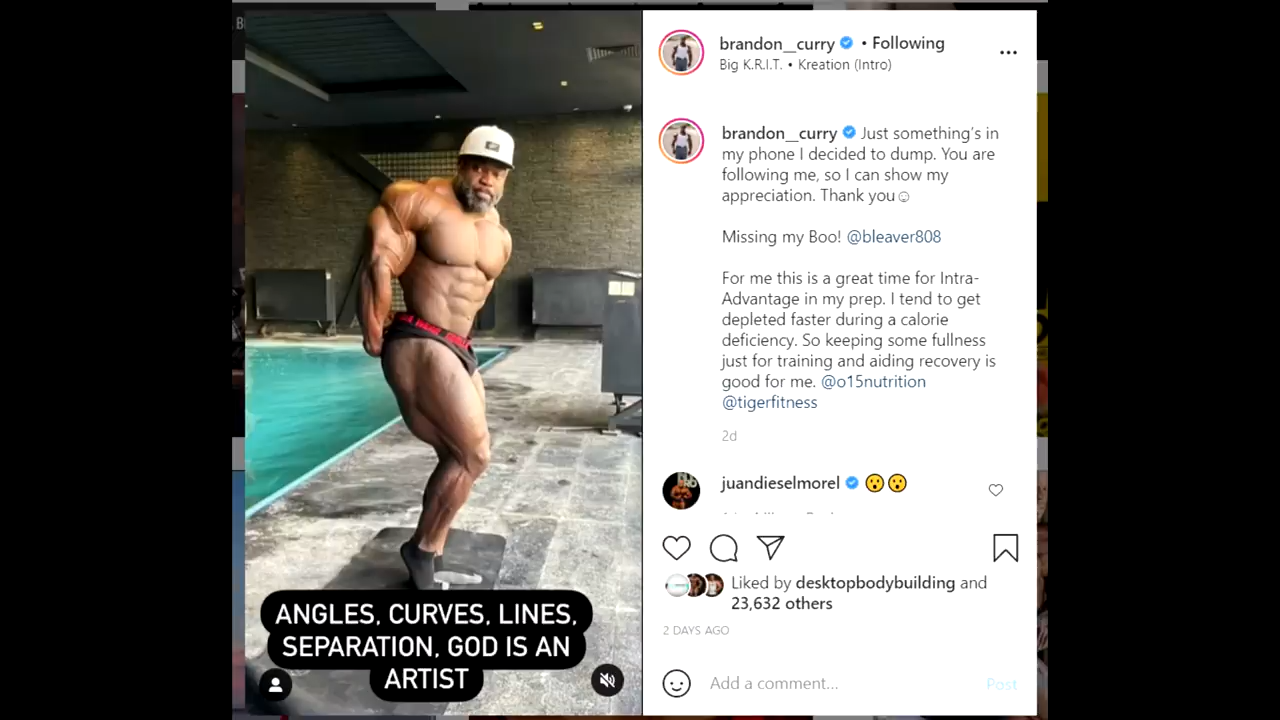 B
brandon__curry • Following
Big K.R.I.T. • Kreation (Intro)
brandon__curry Just something's in
my phone I decided to dump. You are
following me, so I can show my
appreciation. Thank you☺
Missing my Boo! @bleaver808
For me this is a great time for Intra-
Advantage in my prep. I tend to get
depleted faster during a calorie
deficiency. So keeping some fullness
just for training and aiding recovery is
good for me. @o15nutrition
@tigerfitness
2d
juandieselmorel 😮😮
Liked by desktopbodybuilding and
23,632 others
2 DAYS AGO
Add a comment... Post
ANGLES, CURVES, LINES,
SEPARATION, GOD IS AN
ARTIST